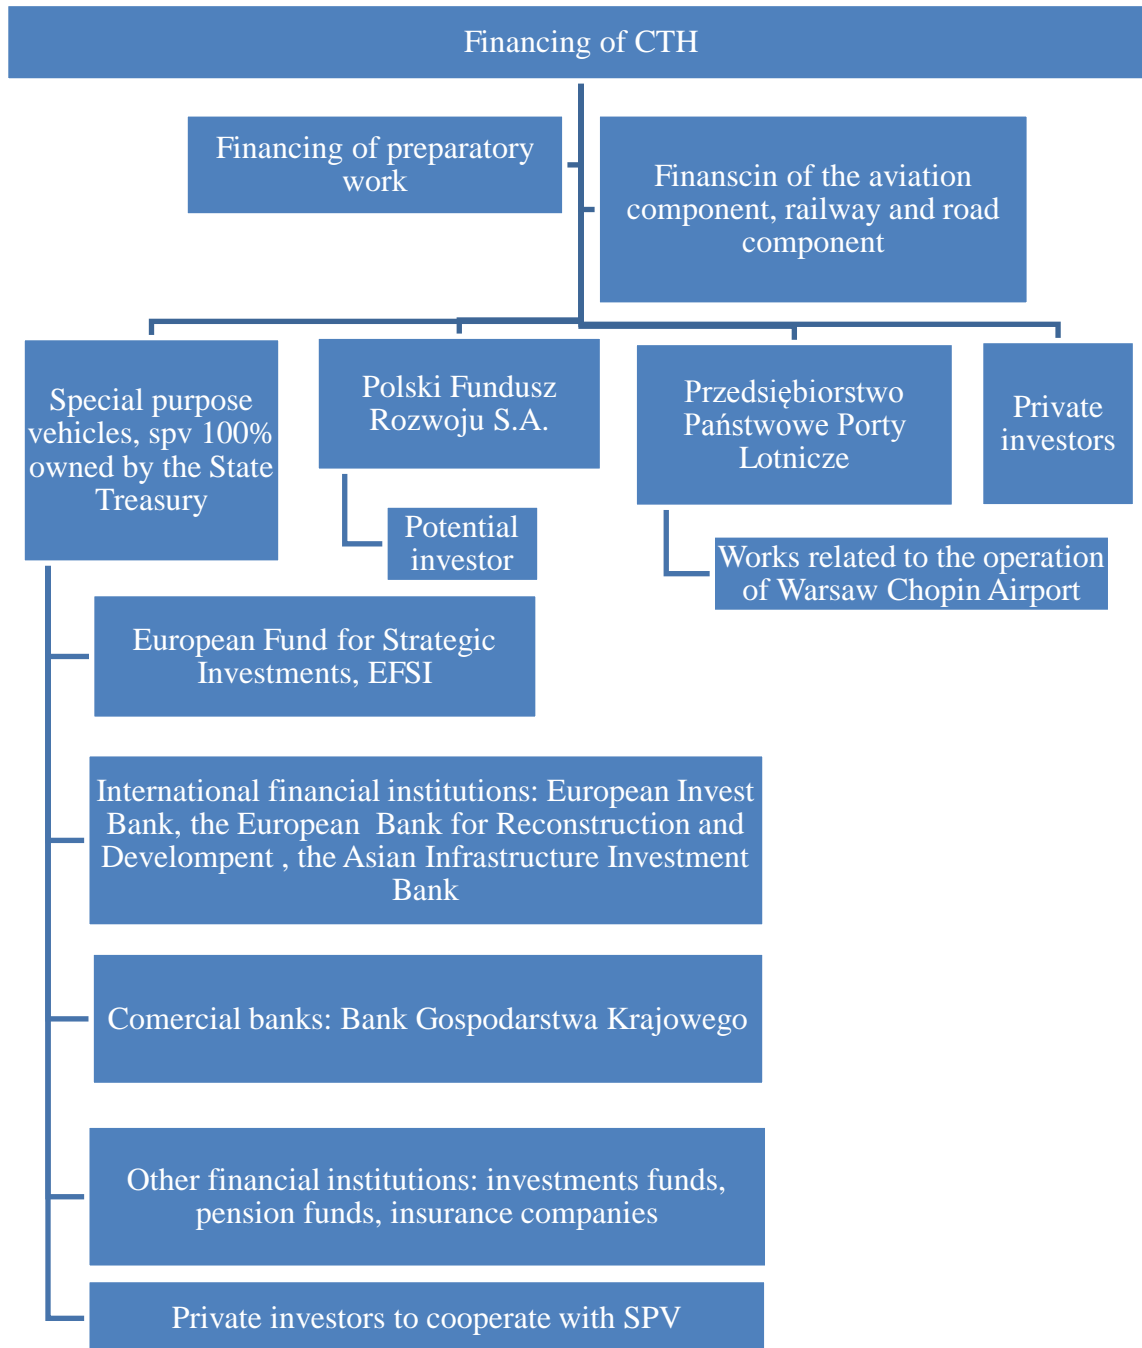 Financing of CTH
Financing of preparatory
work
Finanscin of the aviation
component, railway and road
component
Special purpose
vehicles, spv 100%
owned by the State
Treasury
Polski Fundusz
Rozwoju S.A.
Potential
investor
Przedsiębiorstwo
Państwowe Porty
Lotnicze
Works related to the operation
of Warsaw Chopin Airport
Private
investors
European Fund for Strategic
Investments, EFSI
International financial institutions: European Invest
Bank, the European Bank for Reconstruction and
Develompent , the Asian Infrastructure Investment
Bank
Comercial banks: Bank Gospodarstwa Krajowego
Other financial institutions: investments funds,
pension funds, insurance companies
Private investors to cooperate with SPV